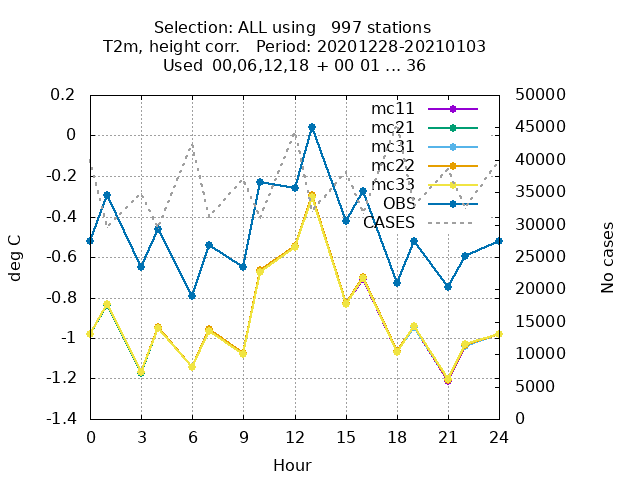 Selection: ALL using   997 stations
T2m, height corr.   Period: 20201228-20210103
Used  00,06,12,18  + 00 01 ... 36
0.2
0
-0.2
-0.4
-0.6
-0.8
-1
-1.2
-1.4
deg C
50000
45000
40000
35000
30000
25000
20000
15000
10000
5000
0
No cases
mc11
mc21
mc31
mc22
mc33
OBS
CASES
0 3 6 9 12 15 18 21 24
Hour